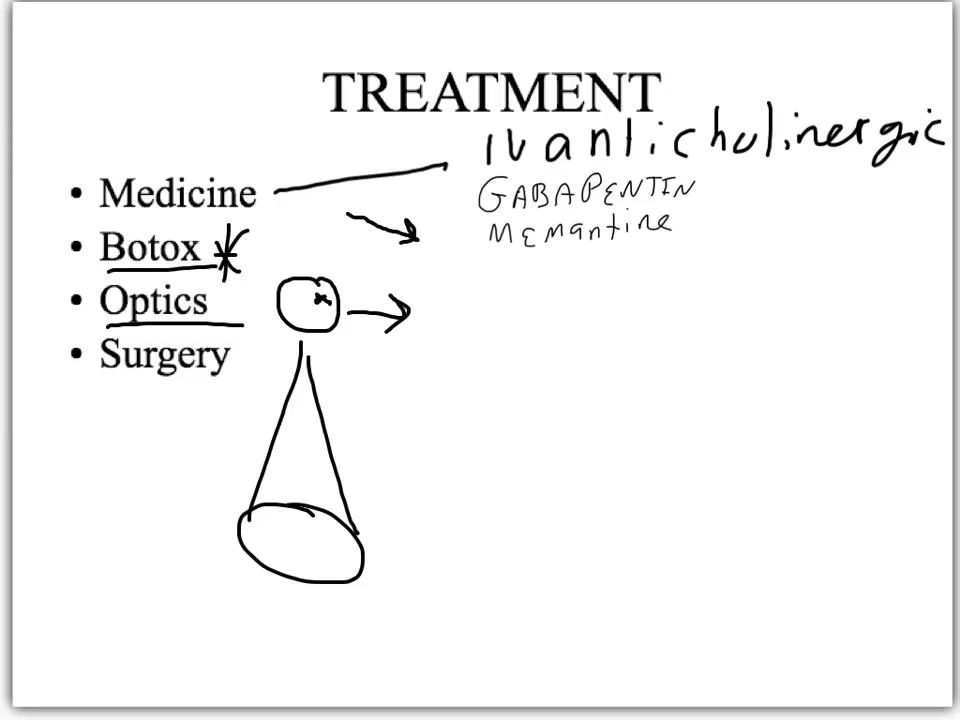 TREATMENT
IV anticholinergic
• Medicine
GABAPENTIN
• Botox *
Memantine
• Optics
• Surgery